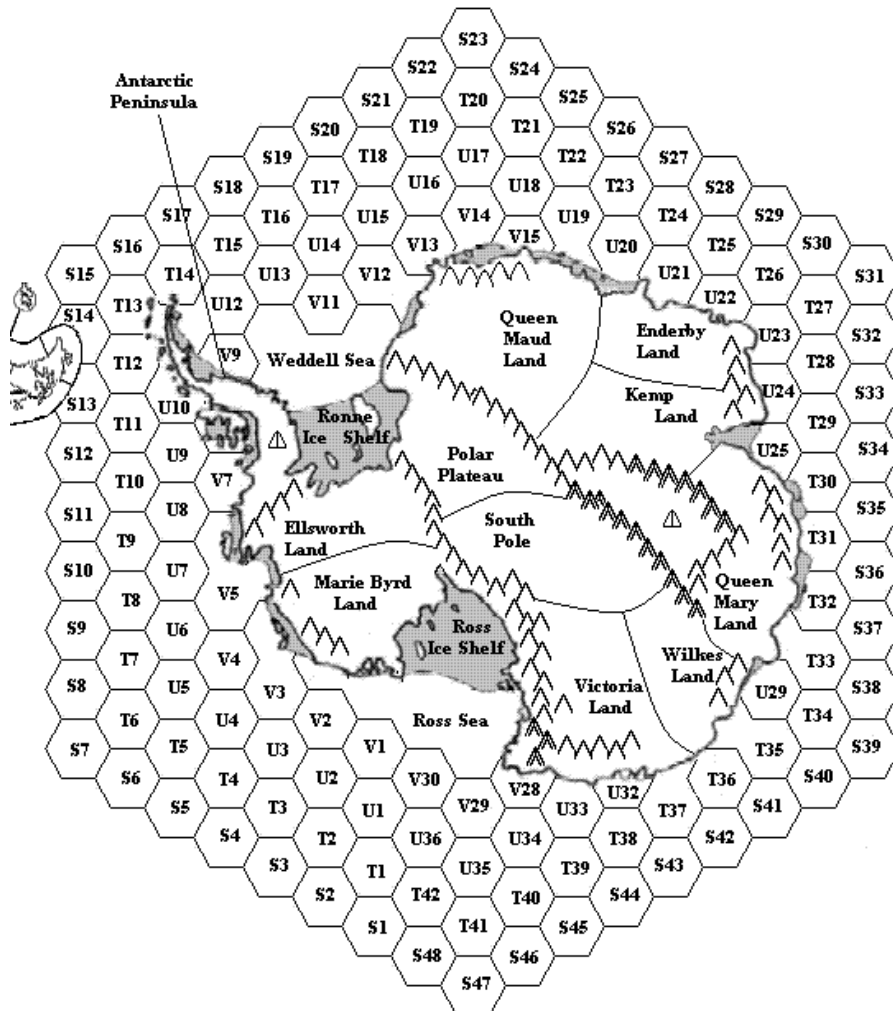 S23
S22
S24
Antarctic
Peninsula
S21
T20
S25
S20
T19
T21
S26
S19
T18
U17
T22
S27
S18
T17
U16
U18
T23
S28
S17
T16
U15
V14
U19
T24
S29
S16
T15
U14
V13
V15
U20
T25
S30
S15
T14
U13
V12
U21
T26
S31
S14
T13
U12
V11
U22
T27
Queen
Maud
Land
Enderby
Land
U23
S32
T12
V9
Weddell Sea
T28
Kemp
Land
U24
S33
S13
T11
U10
Ronne
Ice Shelf
T29
S12
U9
Polar
Plateau
U25
S34
T10
V7
T30
S11
U8
South
Pole
S35
T9
Ellsworth
Land
T31
S10
U7
Marie Byrd
Land
V5
Queen
Mary
Land
S36
T8
T32
S9
U6
Ross
Ice Shelf
S37
T7
V4
Wilkes
Land
T33
S8
U5
V3
Victoria
Land
U29
S38
T6
U4
V2
Ross Sea
T34
S7
T5
U3
V1
T35
S39
S6
T4
U2
V30
V28
U32
T36
S40
S5
T3
U1
V29
U33
T37
S41
S4
T2
U36
U34
T38
S42
S3
T1
U35
T39
S43
S2
T42
T40
S44
S1
T41
S45
S48
S46
S47